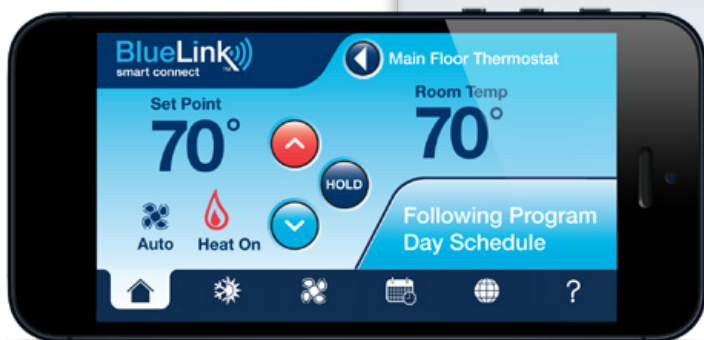 BlueLink
smart connect ™
Main Floor Thermostat
Set Point
70°
Room Temp
70°
HOLD
Auto
Heat On
Following Program
Day Schedule
?